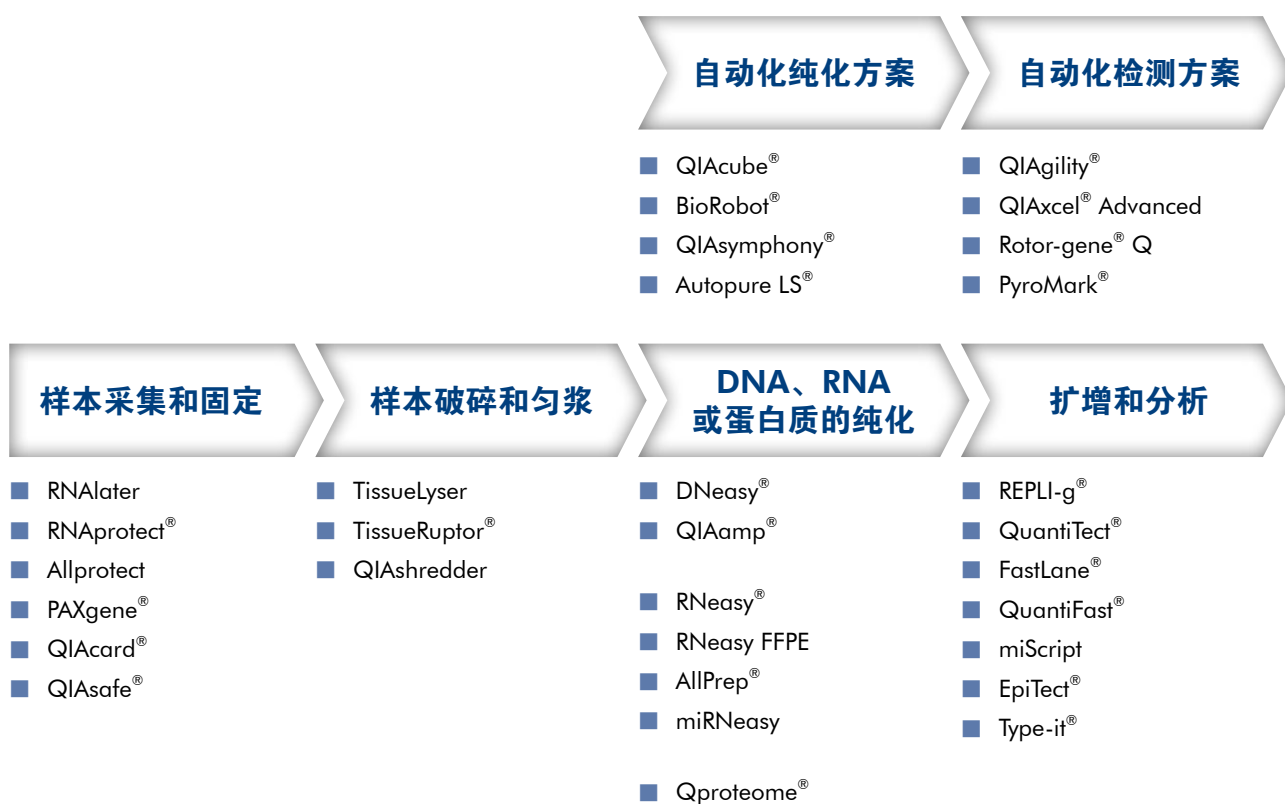 自动化纯化方案
QIAcube®
BioRobot®
QIAsymphony®
Autopure LS®
自动化检测方案
QIAgility®
QIAxcel® Advanced
Rotor-gene® Q
PyroMark®
样本采集和固定
RNAlater
RNAprotect®
Allprotect
PAXgene®
QIAcard®
QIAsafe®
样本破碎和匀浆
TissueLyser
TissueRuptor®
QIAshredder
DNA、RNA
或蛋白质的纯化
DNeasy®
QIAamp®
RNeasy®
RNeasy FFPE
AllPrep®
miRNeasy
Qproteome®
扩增和分析
REPLI-g®
QuantiTect®
FastLane®
QuantiFast®
miScript
EpiTect®
Type-it®